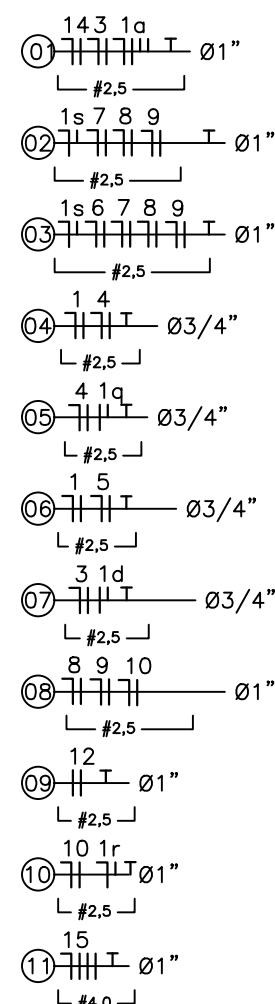 14 3 1a
01 Ø1”
#2,5
1s 7 8 9
02 Ø1”
#2,5
1s 6 7 8 9
03 Ø1”
#2,5
1 4
04 Ø3/4”
#2,5
4 1q
05 Ø3/4”
#2,5
1 5
06 Ø3/4”
#2,5
3 1d
07 Ø3/4”
#2,5
8 9 10
08 Ø1”
#2,5
12
09 Ø1”
#2,5
10 1r
10 Ø1”
#2,5
15
11 Ø1”
#4,0